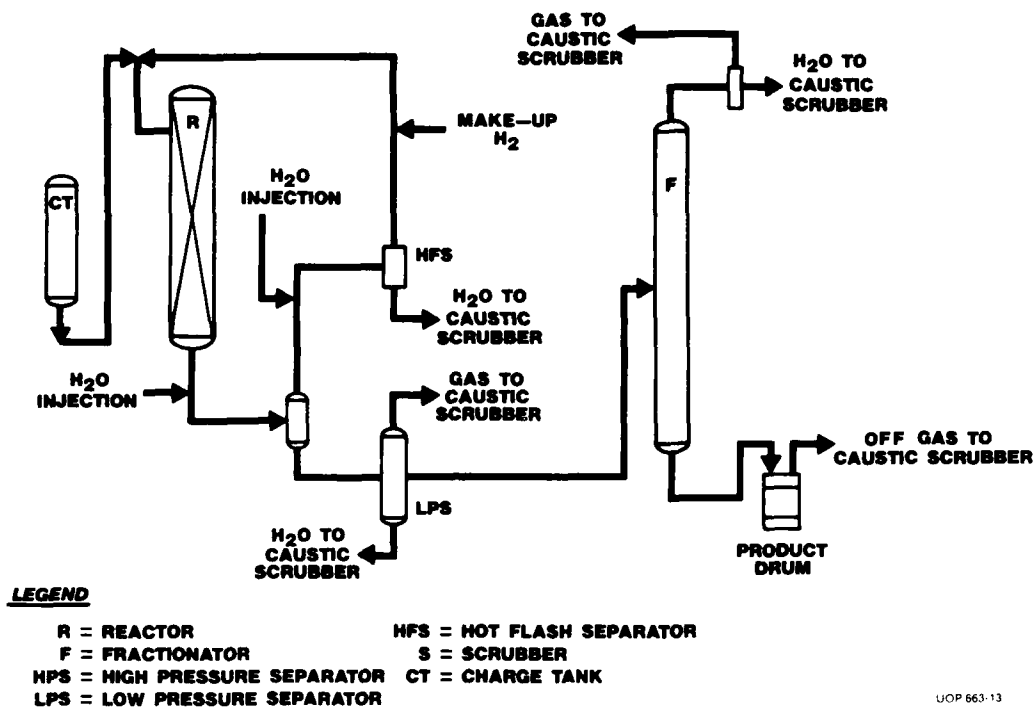 GAS TO
CAUSTIC
SCRUBBER
H2O TO
CAUSTIC
SCRUBBER
R
MAKE-UP
H2
H2O
INJECTION
CT
F
HFS
H2O TO
CAUSTIC
SCRUBBER
H2O
INJECTION
GAS TO
CAUSTIC
SCRUBBER
OFF GAS TO
CAUSTIC SCRUBBER
LPS
H2O TO
CAUSTIC
SCRUBBER
PRODUCT
DRUM
LEGEND
R = REACTOR
HFS = HOT FLASH SEPARATOR
F = FRACTIONATOR
S = SCRUBBER
HPS = HIGH PRESSURE SEPARATOR
CT = CHARGE TANK
LPS = LOW PRESSURE SEPARATOR
UOP 663-13